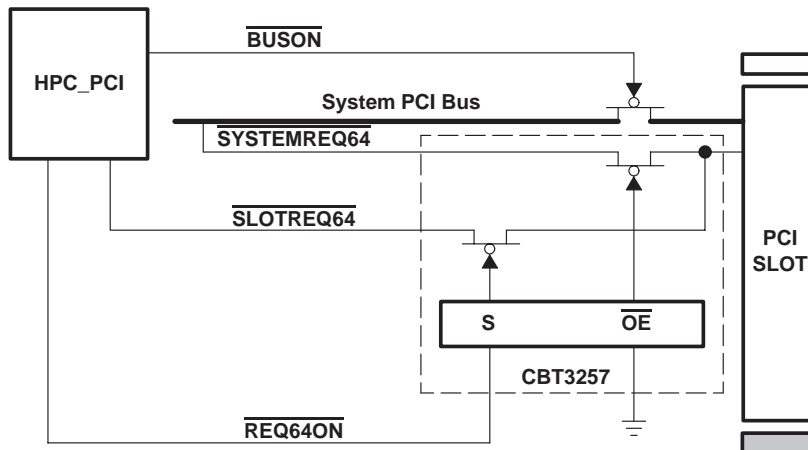 BUSON
HPC_PCI
System PCI Bus
SYSTEMREQ64
SLOTREQ64
PCI
SLOT
S OE
CBT3257
REQ64ON